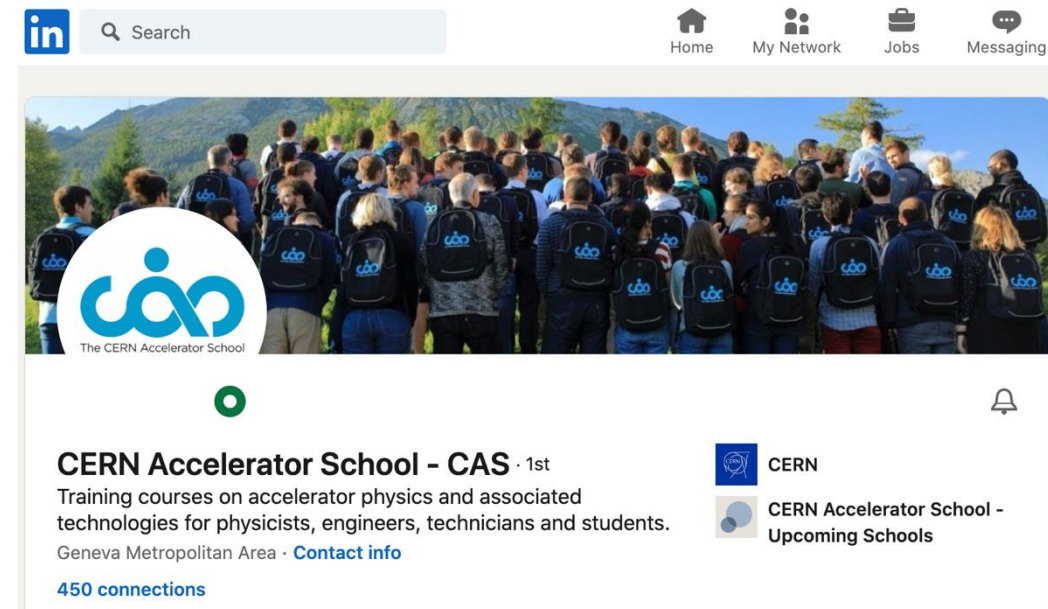 in
Search
Home
My Network
Jobs
Messaging
cas
The CERN Accelerator School
CERN Accelerator School - CAS · 1st
Training courses on accelerator physics and associated
technologies for physicists, engineers, technicians and students.
Geneva Metropolitan Area · Contact info
450 connections
CERN
CERN Accelerator School -
Upcoming Schools